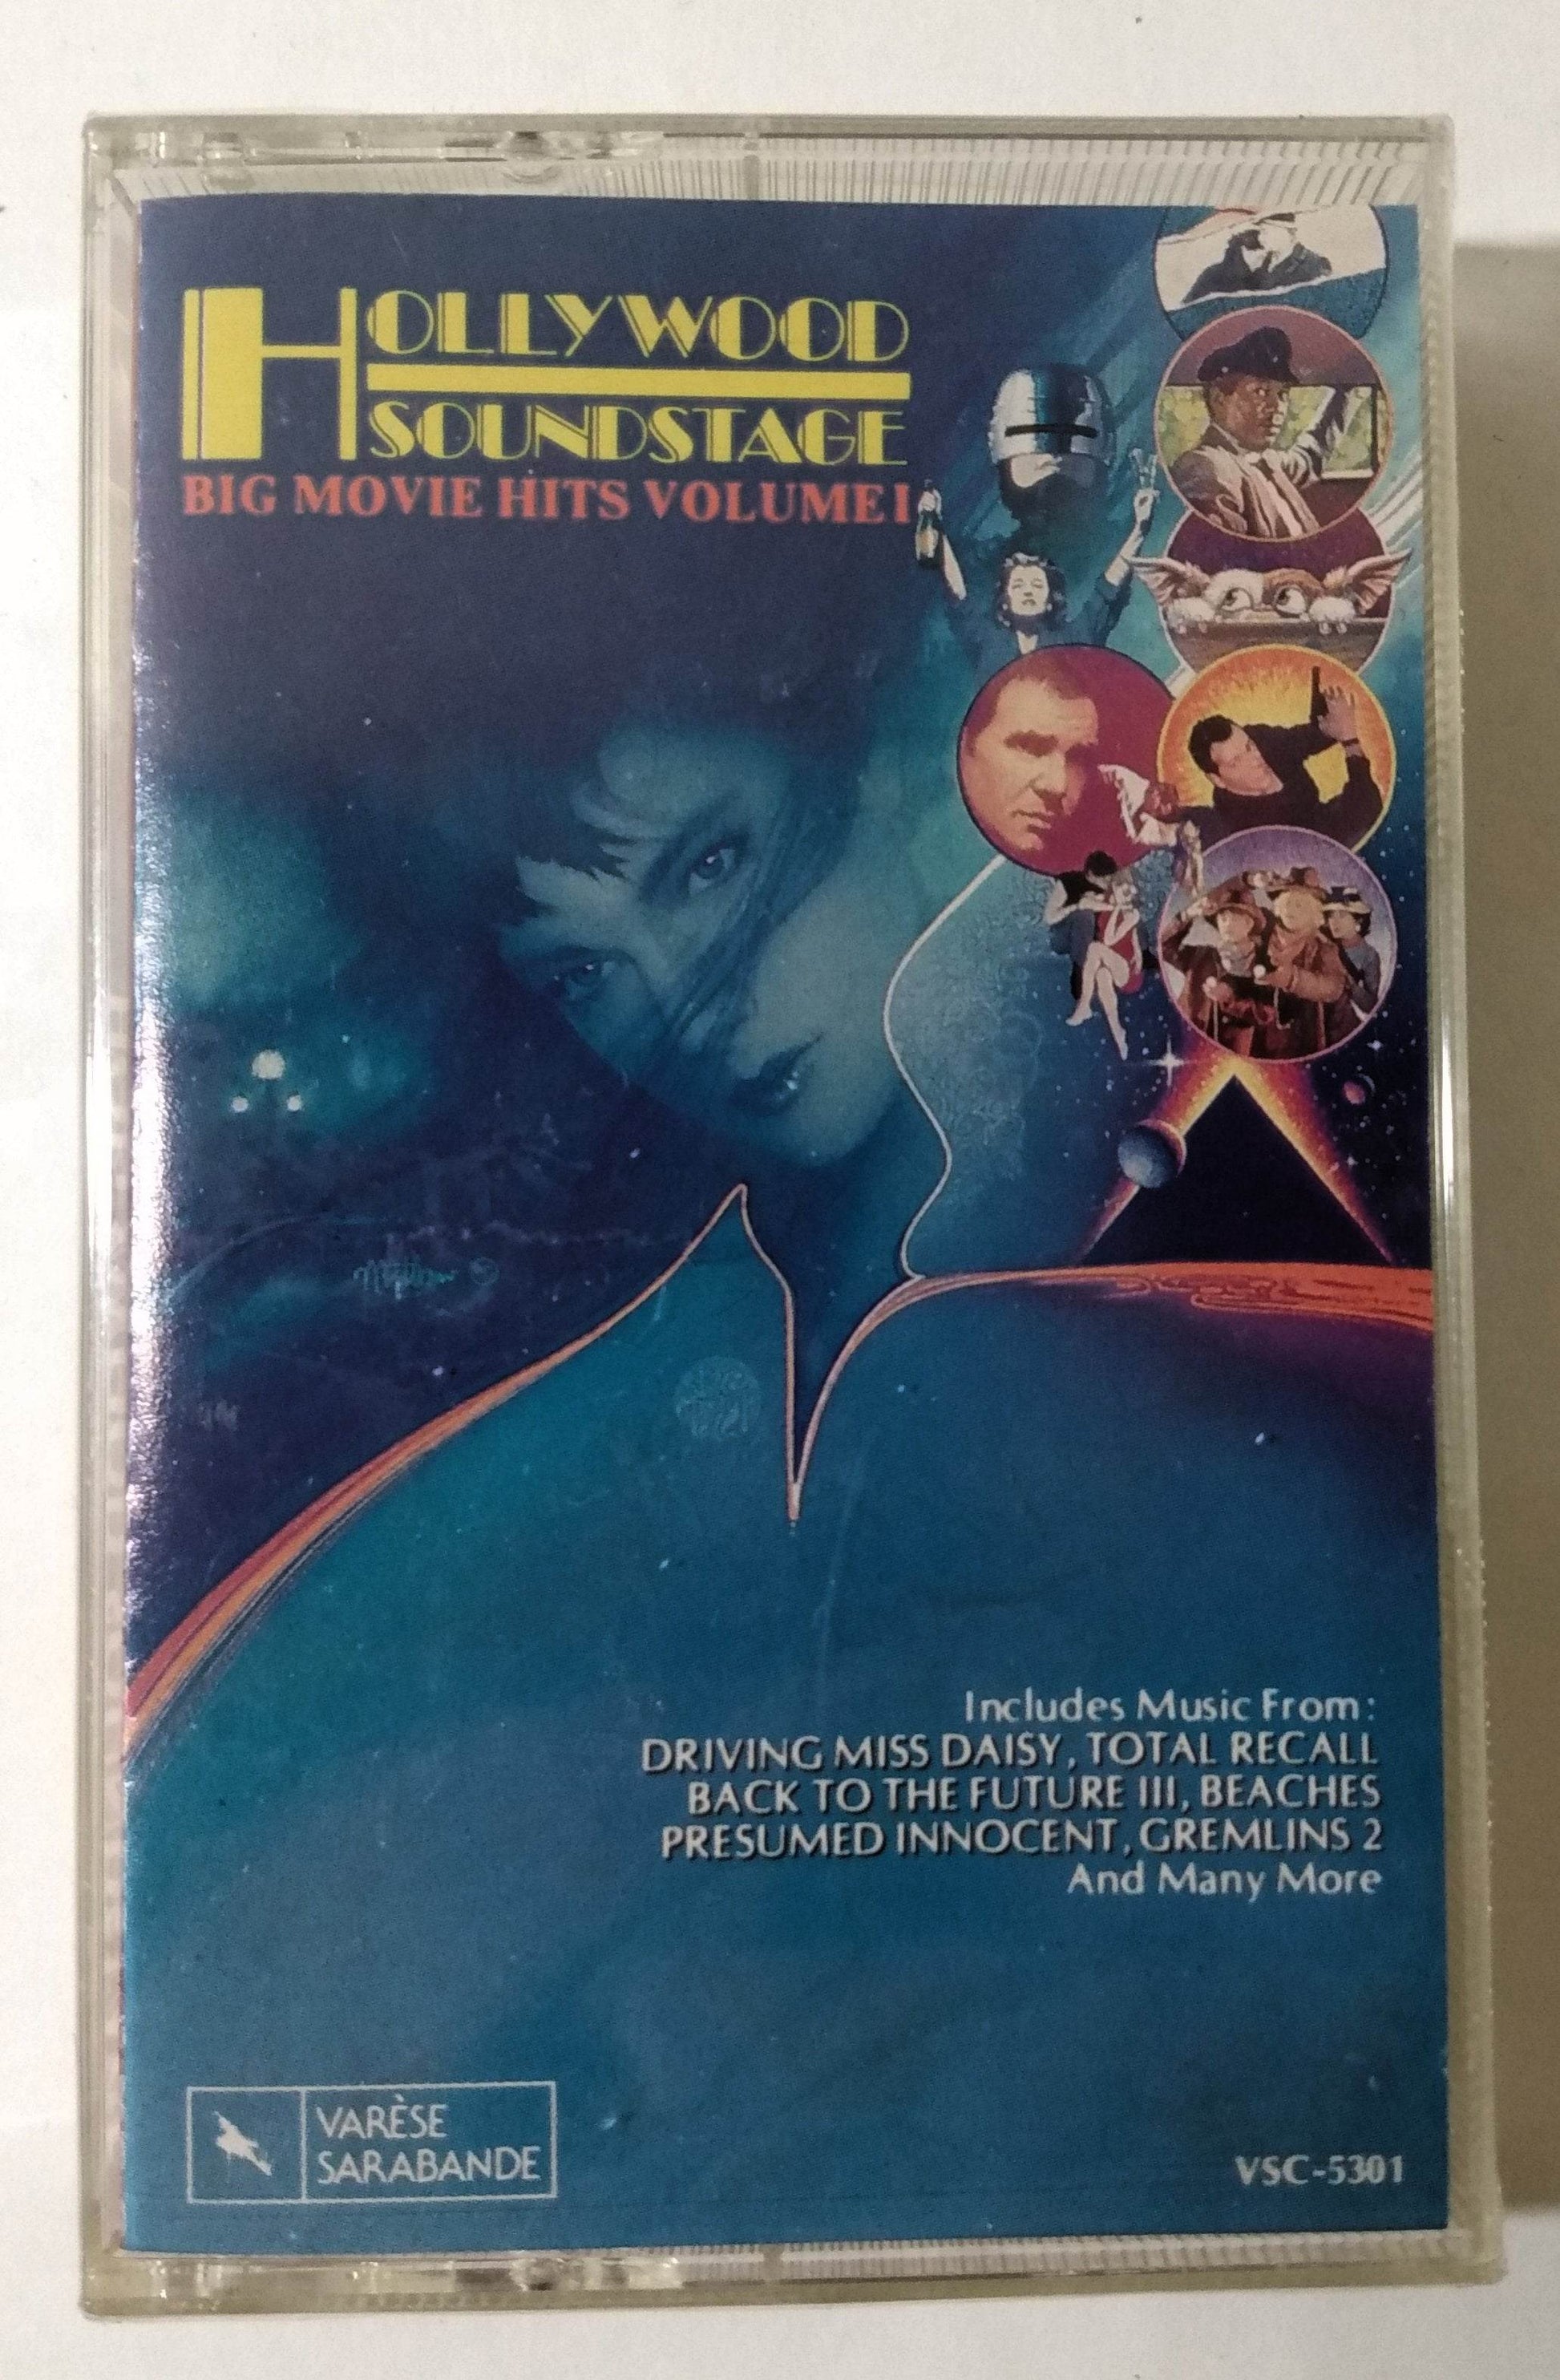 HOLLYWOOD
SOUNDSTAGE
BIG MOVIE HITS VOLUME I
Includes Music From:
DRIVING MISS DAISY, TOTAL RECALL
BACK TO THE FUTURE III, BEACHES
PRESUMED INNOCENT, GREMLINS 2
And Many More
VARÈSE
SARABANDE
VSC-5301